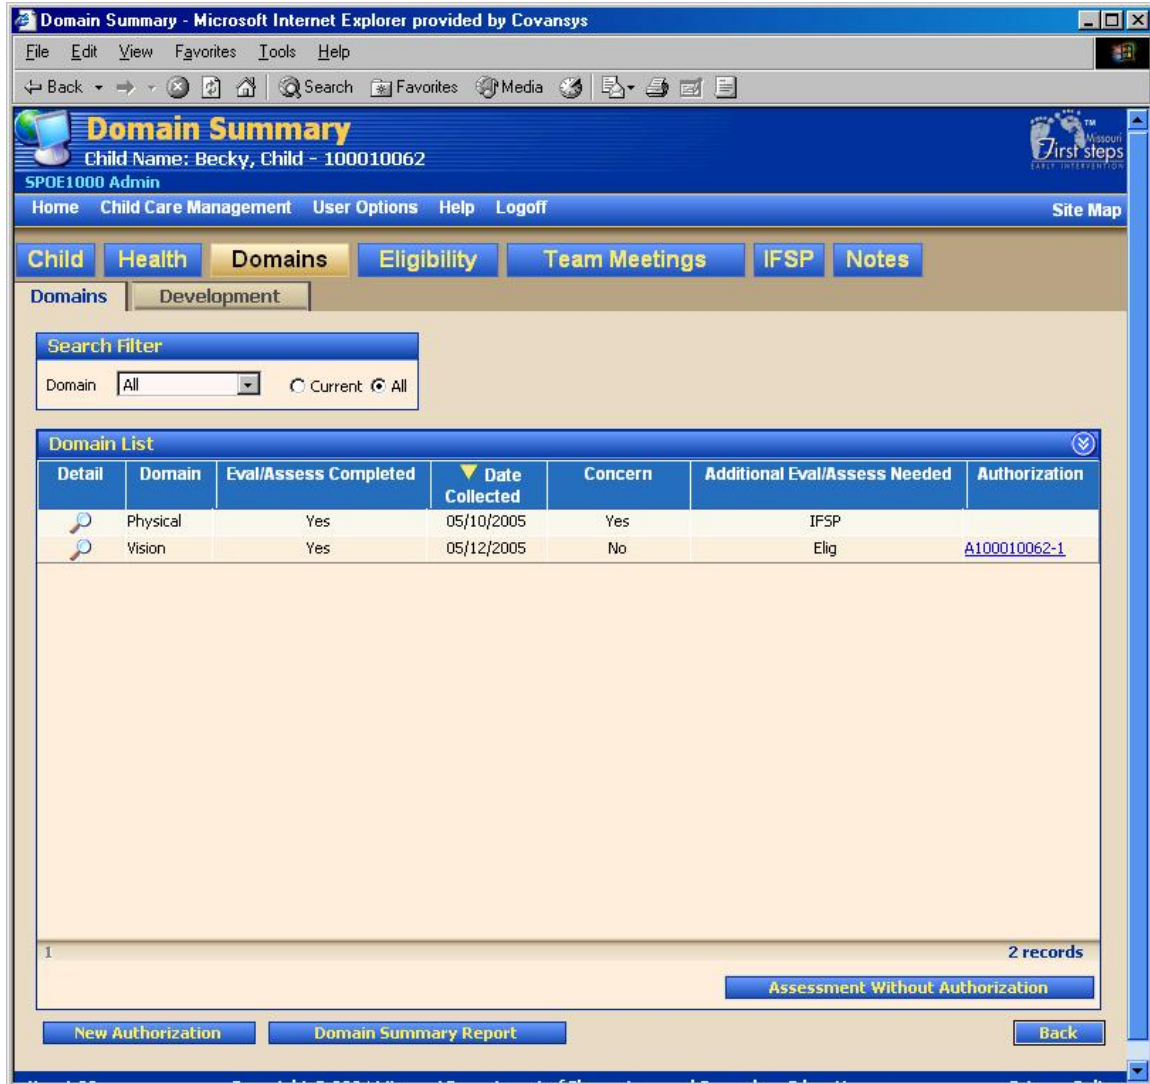 Domain Summary - Microsoft Internet Explorer provided by Covansys
File Edit View Favorites Tools Help
Back Search Favorites Media
Domain Summary
Child Name: Becky, Child - 100010062
SPOE1000 Admin
TM
Missouri
First steps
EARLY INTERVENTION
Home Child Care Management User Options Help Logoff Site Map
Child Health Domains Eligibility Team Meetings IFSP Notes
Domains Development
Search Filter
Domain All Current All
Domain List
Detail Domain Eval/Assess Completed Date Collected Concern Additional Eval/Assess Needed Authorization
Physical Yes 05/10/2005 Yes IFSP
Vision Yes 05/12/2005 No Elig A100010062-1
1 2 records
Assessment Without Authorization
New Authorization Domain Summary Report Back